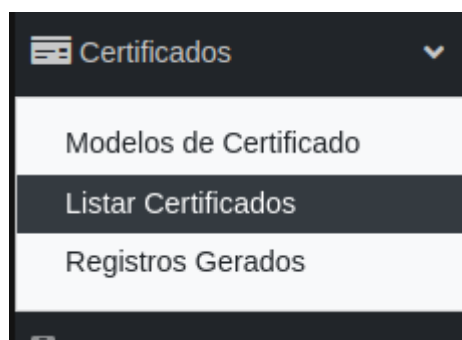 Certificados
Modelos de Certificado
Listar Certificados
Registros Gerados